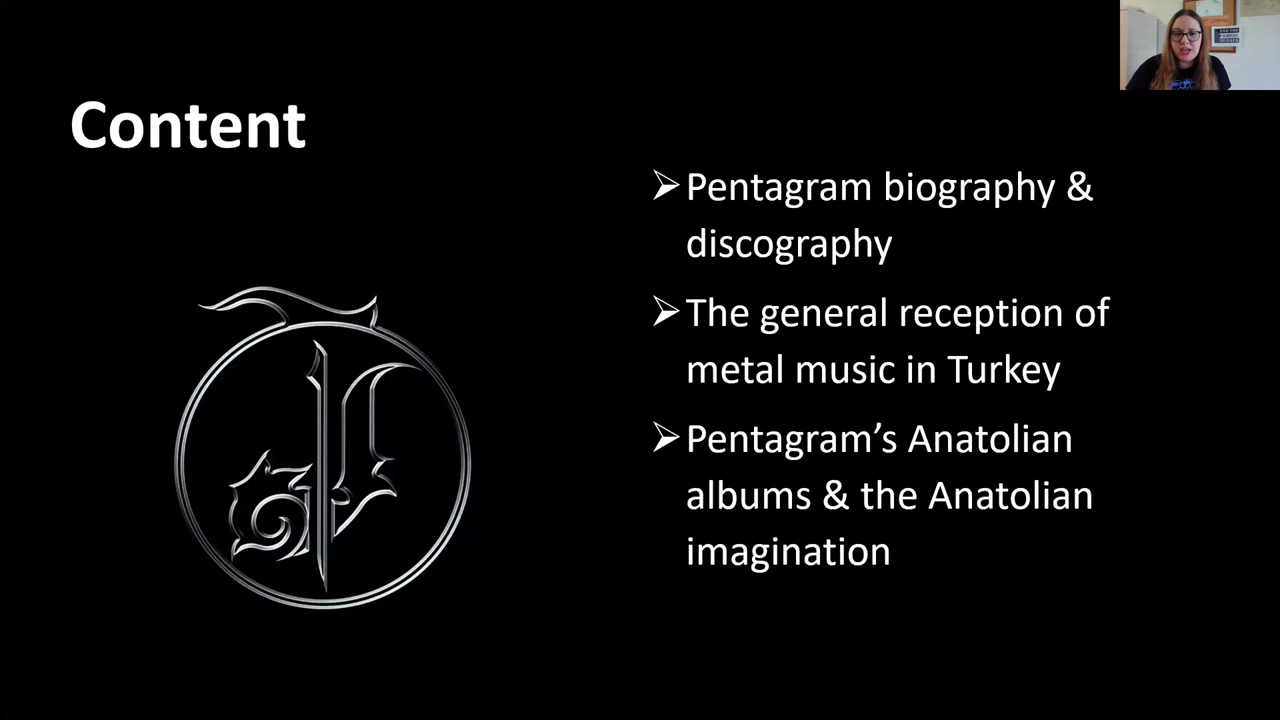 Content
➢Pentagram biography &
discography
➢The general reception of
metal music in Turkey
➢Pentagram’s Anatolian
albums & the Anatolian
imagination